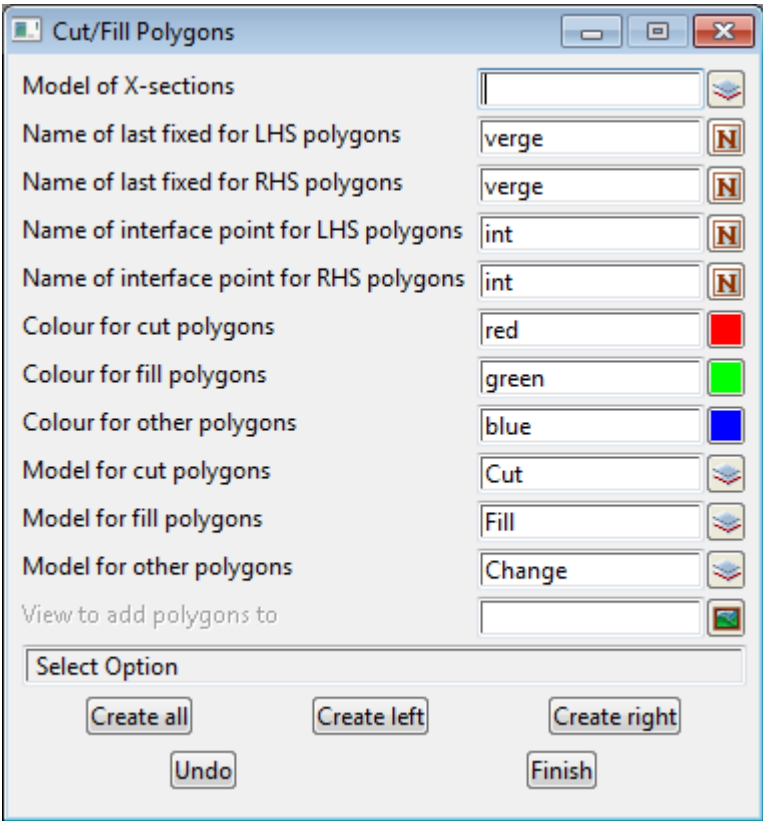 Cut/Fill Polygons
Model of X-sections
Name of last fixed for LHS polygons verge N
Name of last fixed for RHS polygons verge N
Name of interface point for LHS polygons int N
Name of interface point for RHS polygons int N
Colour for cut polygons red
Colour for fill polygons green
Colour for other polygons blue
Model for cut polygons Cut
Model for fill polygons Fill
Model for other polygons Change
View to add polygons to
Select Option
Create all Create left Create right
Undo Finish